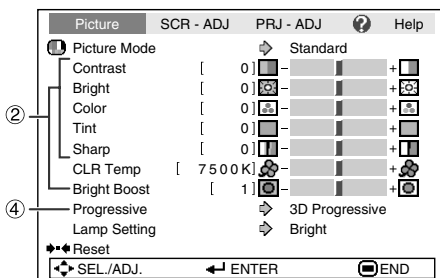 Picture SCR - ADJ PRJ - ADJ ? Help
Picture Mode Standard
Contrast [ 0] - +
Bright [ 0] - +
② Color [ 0] - +
Tint [ 0] - +
Sharp [ 0] - +
CLR Temp [ 7500K] - +
Bright Boost [ 1] - +
④ Progressive 3D Progressive
Lamp Setting Bright
Reset
SEL./ADJ. ENTER END